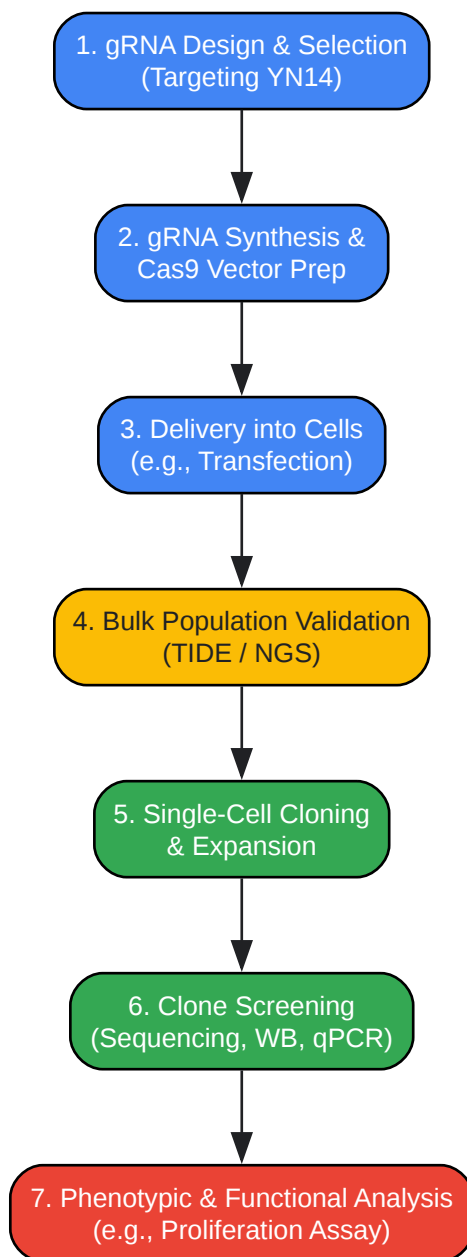 1. gRNA Design & Selection
(Targeting YN14)
2. gRNA Synthesis &
Cas9 Vector Prep
3. Delivery into Cells
(e.g., Transfection)
4. Bulk Population Validation
(TIDE / NGS)
5. Single-Cell Cloning
& Expansion
6. Clone Screening
(Sequencing, WB, qPCR)
7. Phenotypic & Functional Analysis
(e.g., Proliferation Assay)